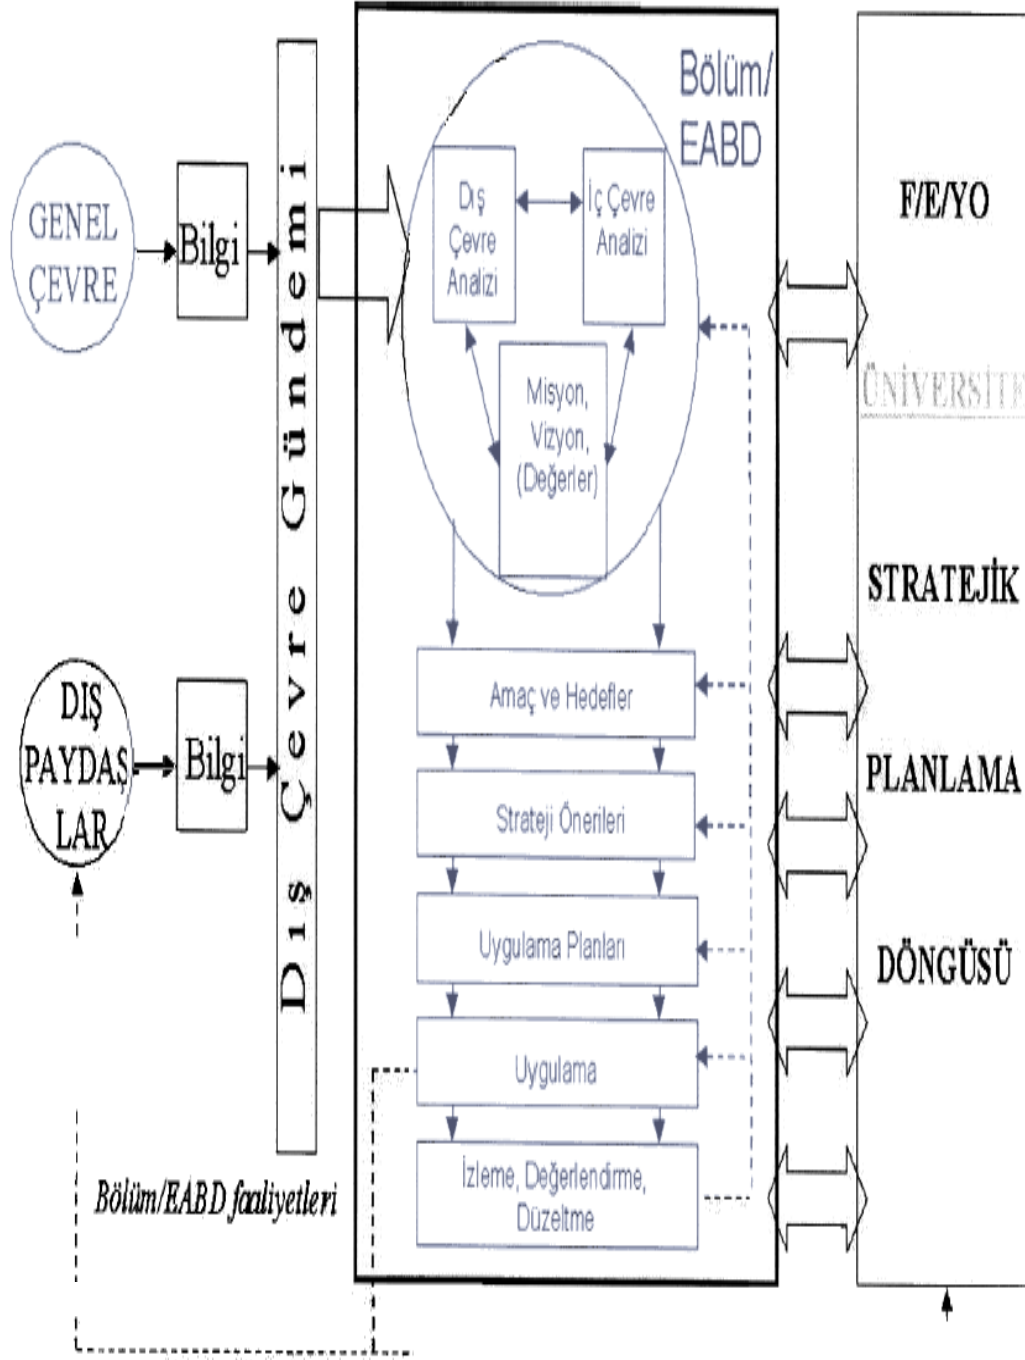 GENEL
ÇEVRE
Bilgi
DIŞ
PAYDAŞ
LAR
Bilgi
Dış Çevre Gündemi
Bölüm/EABD faaliyetleri
Bölüm/
EABD
Dış
Çevre
Analizi
İç Çevre
Analizi
Misyon,
Vizyon,
(Değerler)
Amaç ve Hedefler
Strateji Önerileri
Uygulama Planları
Uygulama
İzleme, Değerlendirme,
Düzeltme
F/E/YO
ÜNİVERSİTE
STRATEJİK
PLANLAMA
DÖNGÜSÜ